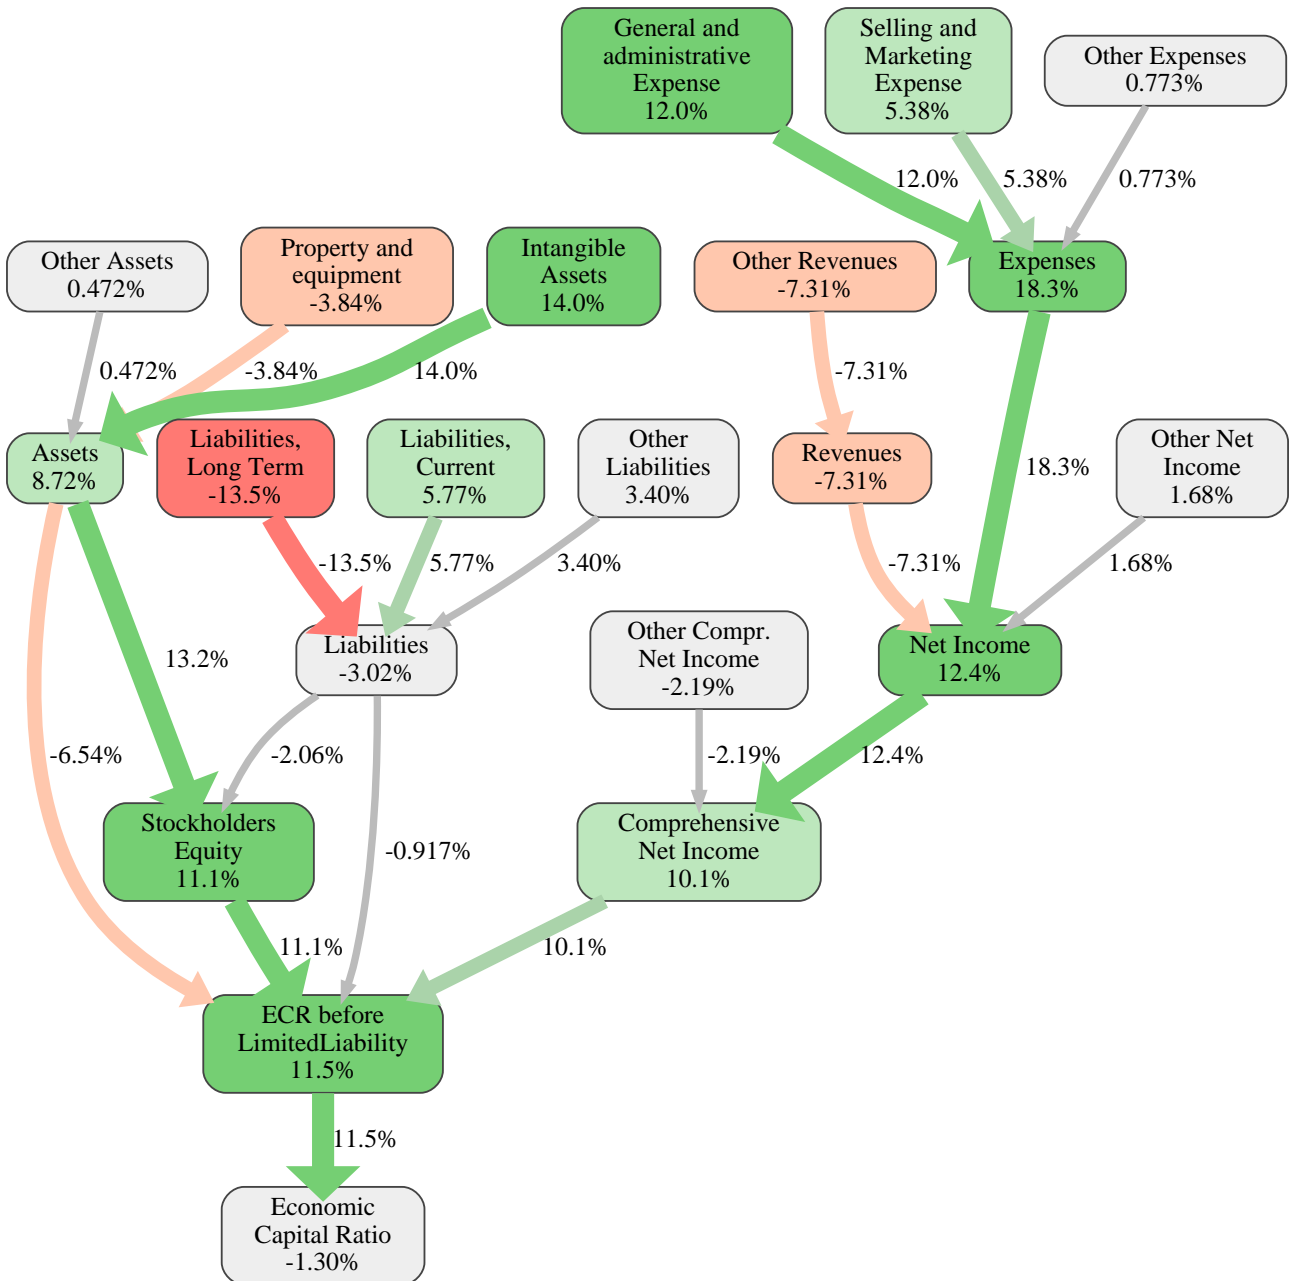 General and
administrative
Expense
12.0%
Selling and
Marketing
Expense
5.38%
Other Expenses
0.773%
12.0%
5.38%
0.773%
Other Assets
0.472%
Property and
equipment
-3.84%
Intangible
Assets
14.0%
Other Revenues
-7.31%
Expenses
18.3%
0.472%
-3.84%
14.0%
-7.31%
18.3%
Assets
8.72%
Liabilities,
Long Term
-13.5%
Liabilities,
Current
5.77%
Other
Liabilities
3.40%
Revenues
-7.31%
Other Net
Income
1.68%
-13.5%
5.77%
3.40%
-7.31%
1.68%
13.2%
Liabilities
-3.02%
Other Compr.
Net Income
-2.19%
Net Income
12.4%
-6.54%
-2.06%
-2.19%
12.4%
Stockholders
Equity
11.1%
-0.917%
Comprehensive
Net Income
10.1%
11.1%
10.1%
ECR before
LimitedLiability
11.5%
11.5%
Economic
Capital Ratio
-1.30%